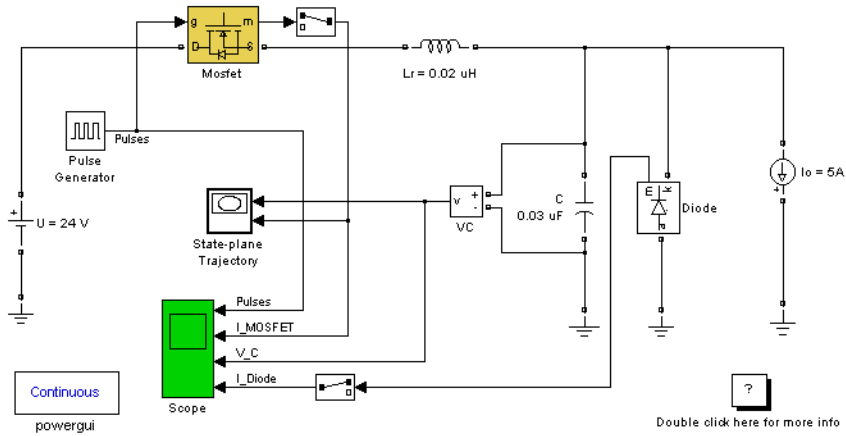 g
m
D
S
Mosfet
Lr = 0.02 uH
Pulses
Pulse
Generator
+
U = 24 V
State-plane
Trajectory
v
+
-
VC
C
0.03 uF
m
k
a
Diode
+
Io = 5A
Pulses
I_MOSFET
V_C
I_Diode
Scope
Continuous
powergui
?
Double click here for more info